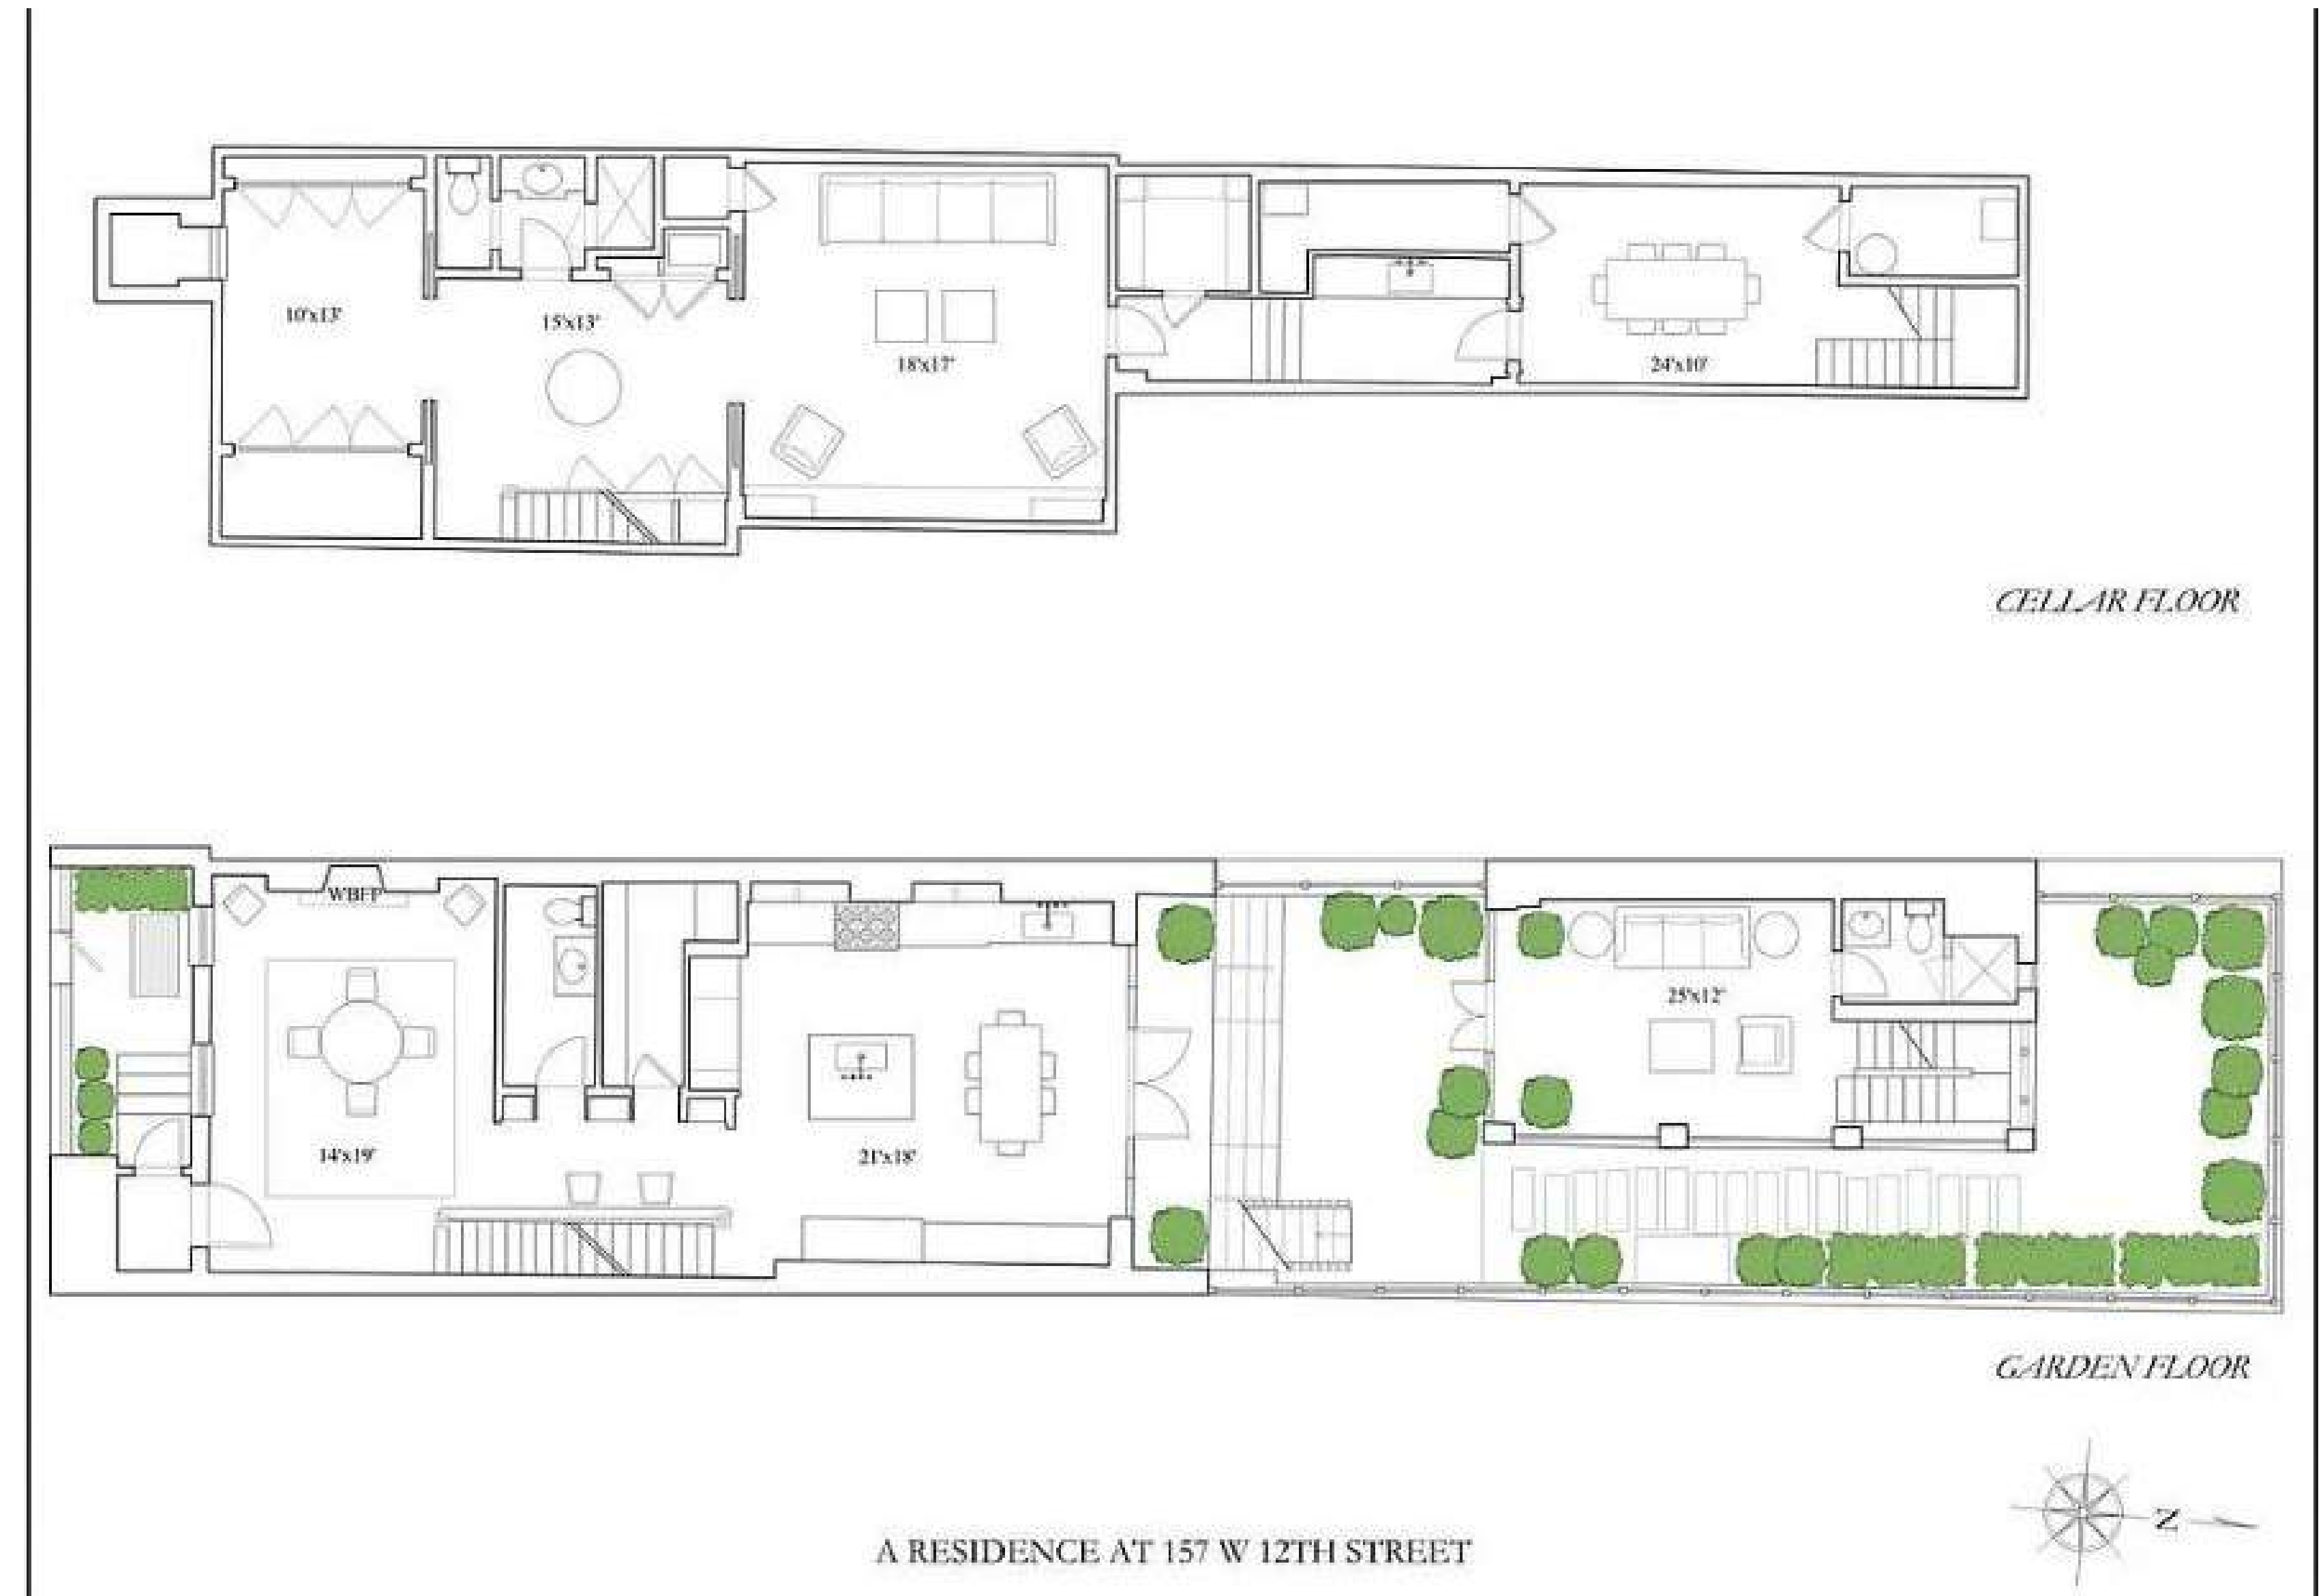 10'x13'
15'x13'
18'x17'
24'x10'
CELLAR FLOOR
WBFP
14'x19'
21'x18'
25'x12'
GARDEN FLOOR
N
A RESIDENCE AT 157 W 12TH STREET